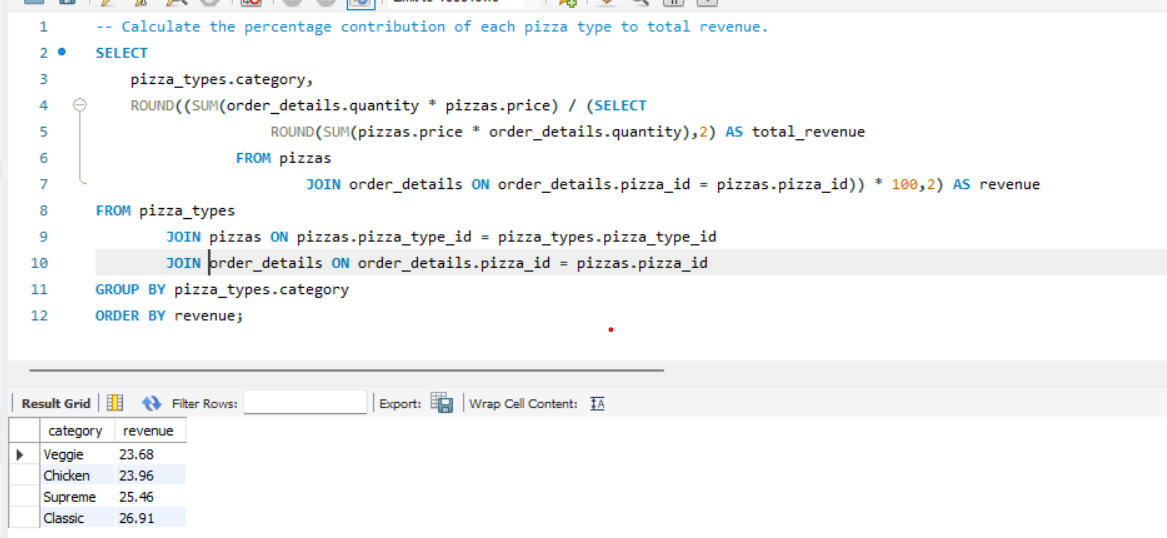 1 -- Calculate the percentage contribution of each pizza type to total revenue.
2 SELECT
3 pizza_types.category,
4 ROUND((SUM(order_details.quantity * pizzas.price) / (SELECT
5 ROUND(SUM(pizzas.price * order_details.quantity),2) AS total_revenue
6 FROM pizzas
7 JOIN order_details ON order_details.pizza_id = pizzas.pizza_id)) * 100,2) AS revenue
8 FROM pizza_types
9 JOIN pizzas ON pizzas.pizza_type_id = pizza_types.pizza_type_id
10 JOIN order_details ON order_details.pizza_id = pizzas.pizza_id
11 GROUP BY pizza_types.category
12 ORDER BY revenue;
Result Grid Filter Rows: Export: Wrap Cell Content: IA
category revenue
Veggie 23.68
Chicken 23.96
Supreme 25.46
Classic 26.91